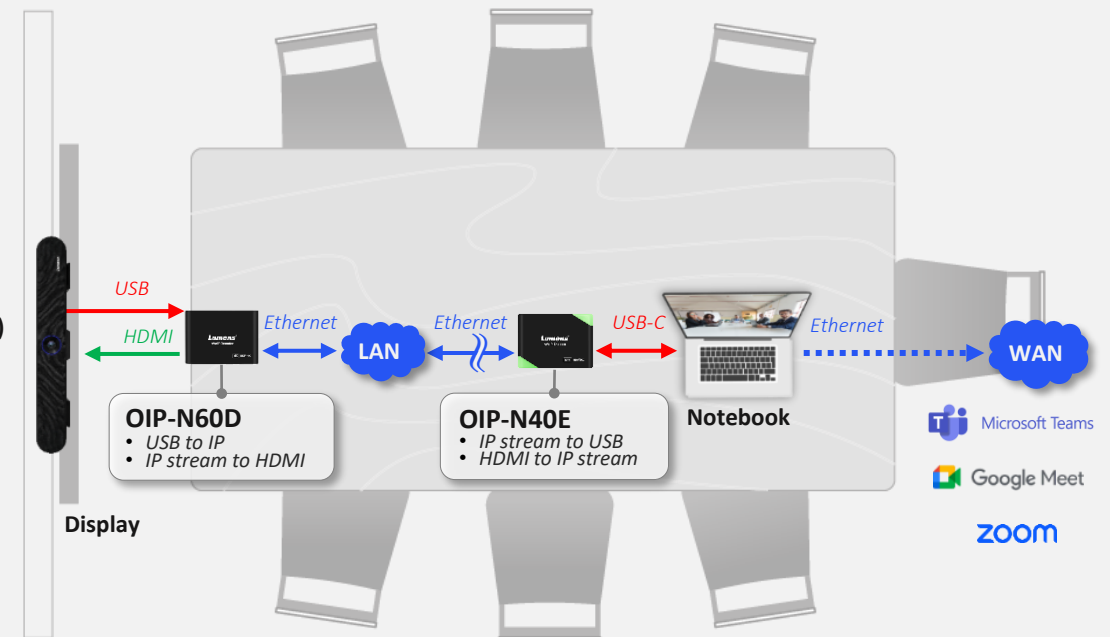 USB
HDMI
Ethernet
LAN
Ethernet
USB-C
Ethernet
WAN
LUMENS
LUMENS
OIP-N60D
• USB to IP
• IP stream to HDMI
OIP-N40E
• IP stream to USB
• HDMI to IP stream
Notebook
Display
)
Microsoft Teams
Google Meet
zoom